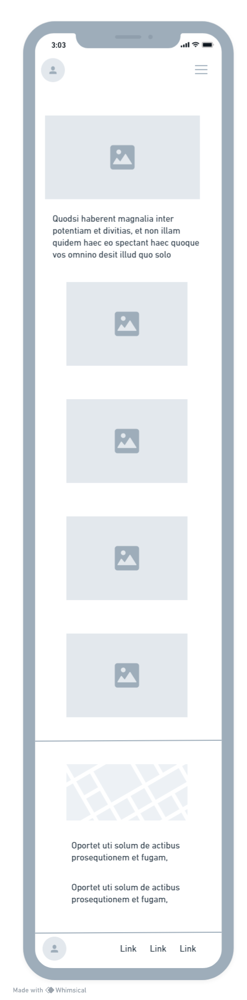 3:03
Quodsi haberent magnalia inter
potentiam et divitias, et non illam
quidem haec eo spectant haec quoque
vos omnino desit illud quo solo
Oportet uti solum de actibus
prosequtionem et fugam,
Oportet uti solum de actibus
prosequtionem et fugam,
Link Link Link
Made with Whimsical